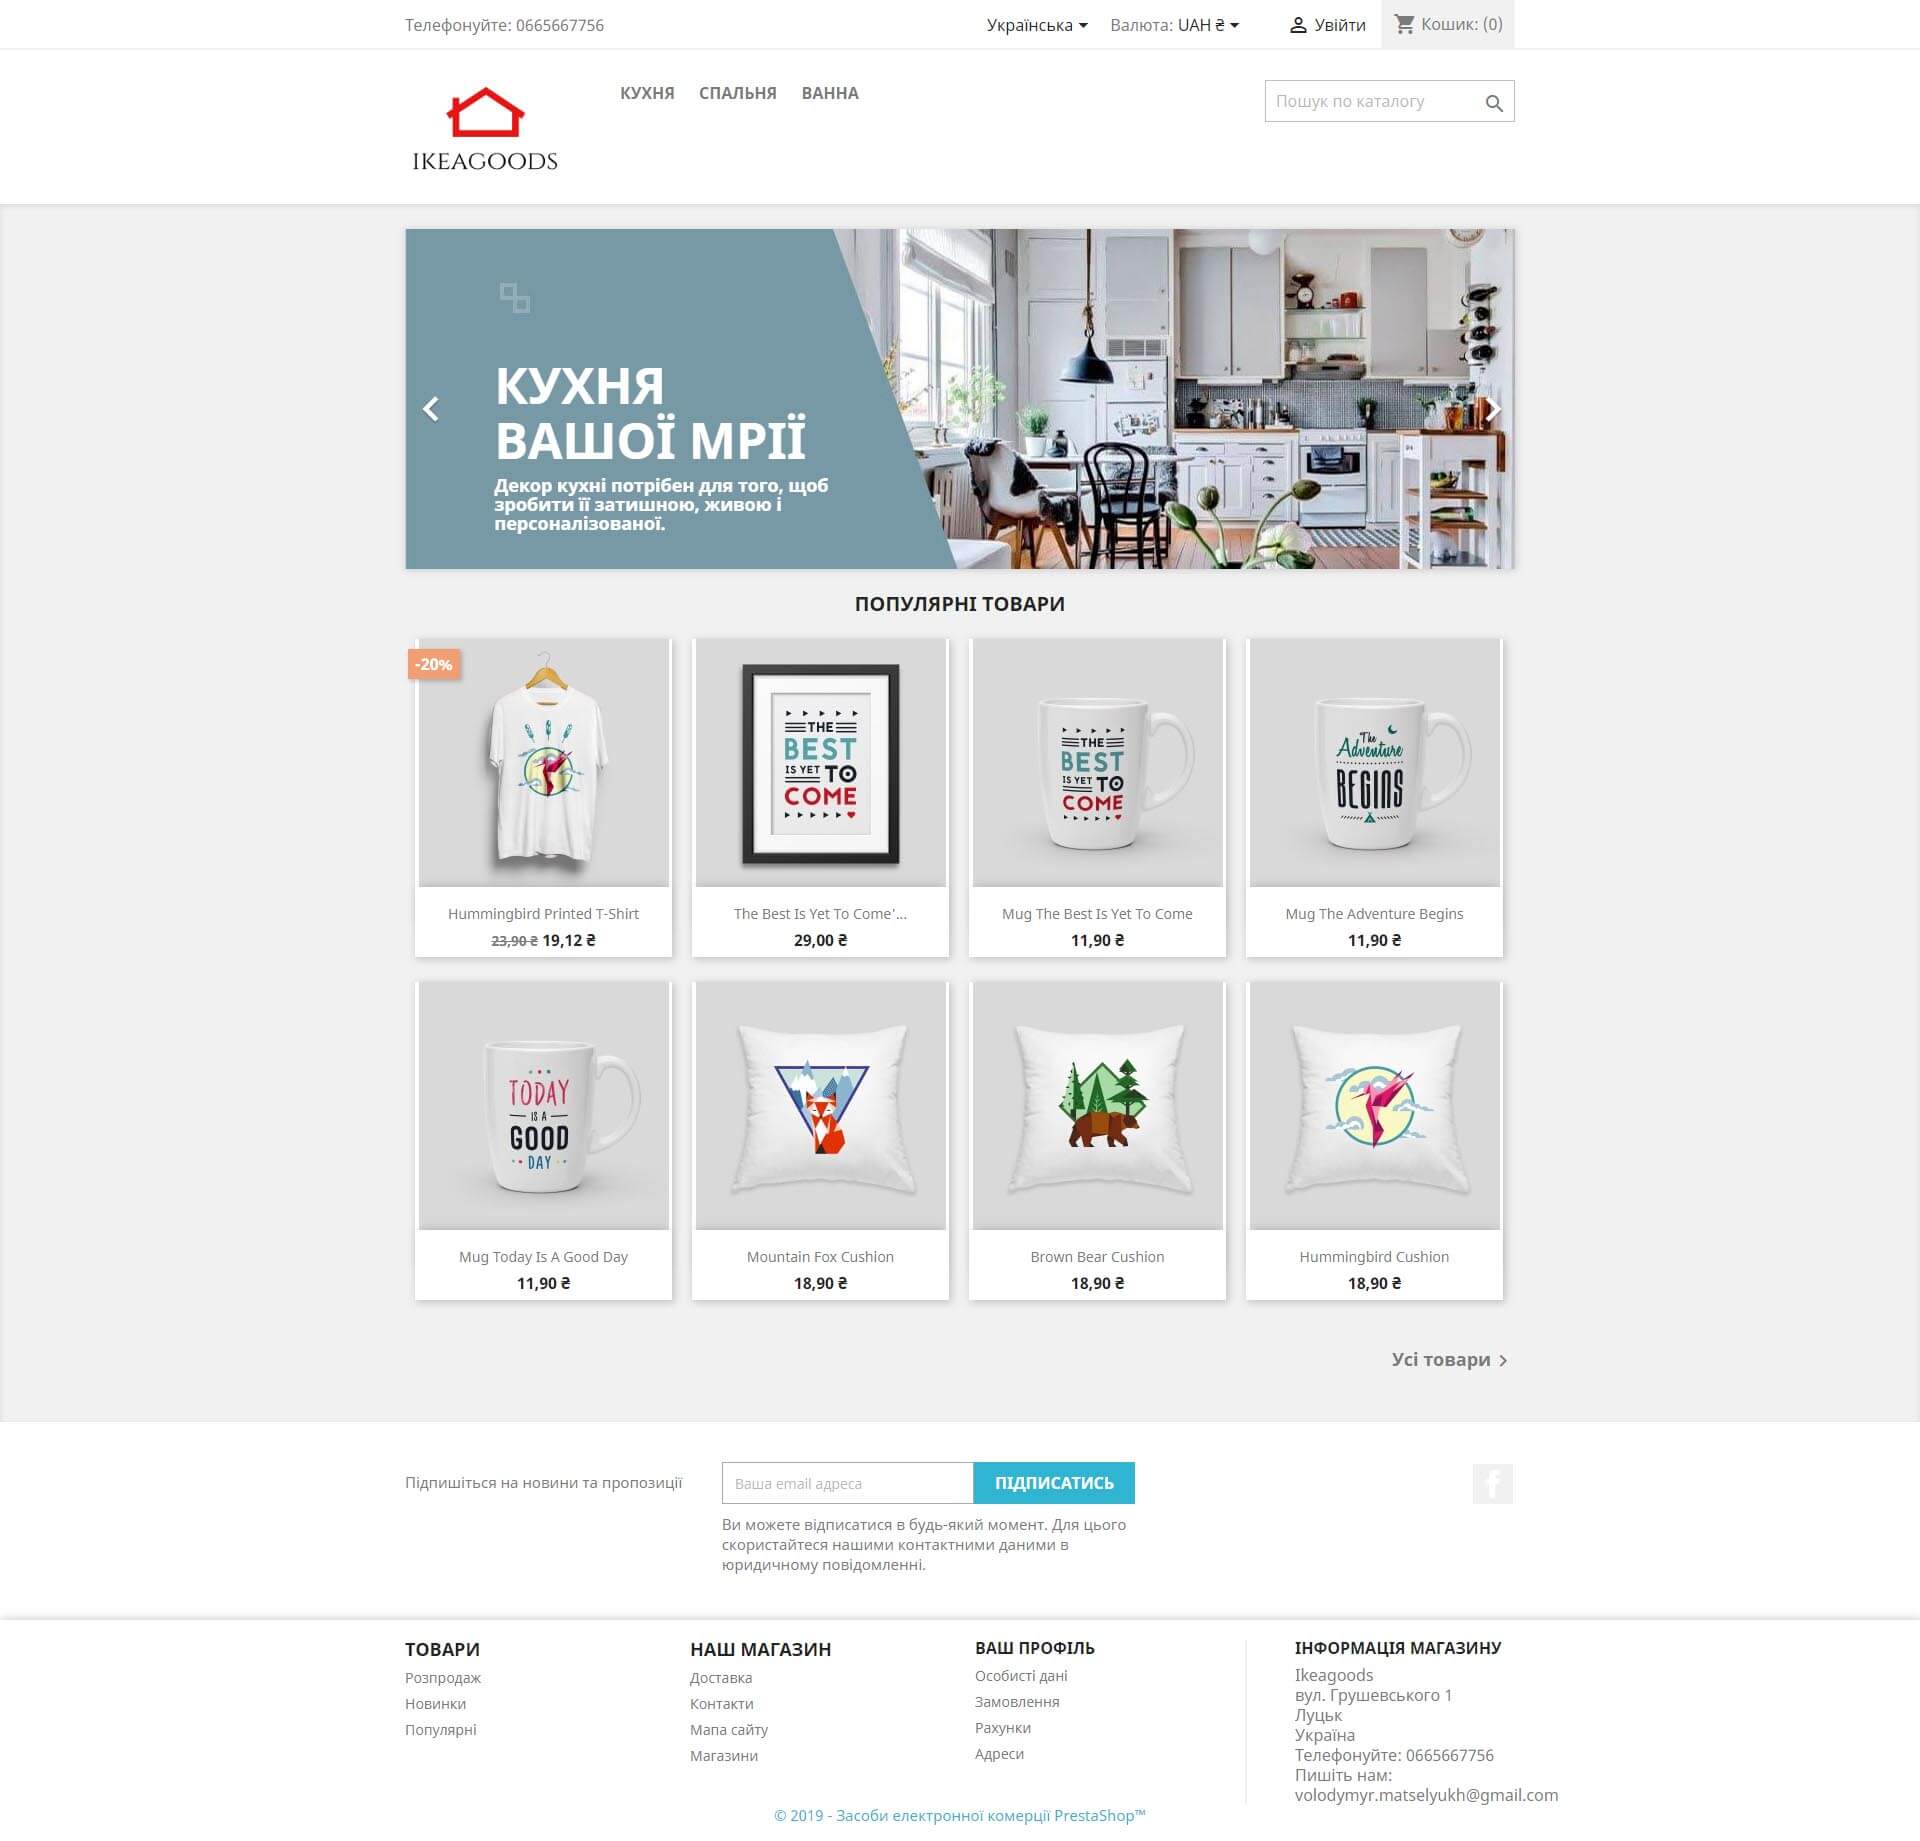 Телефонуйте: 0665667756
Українська
Валюта: UAH ₴
Увійти
Кошик: (0)
IKEAGOODS
КУХНЯ
СПАЛЬНЯ
ВАННА
Пошук по каталогу
КУХНЯ
ВАШОЇ МРІЇ
Декор кухні потрібен для того, щоб
зробити її затишною, живою і
персоналізованої.
ПОПУЛЯРНІ ТОВАРИ
-20%
THE
BEST
IS YET TO
COME
THE
BEST
IS YET TO
COME
The
Adventure
BEGINS
Hummingbird Printed T-Shirt
23,90 ₴ 19,12 ₴
The Best Is Yet To Come'...
29,00 ₴
Mug The Best Is Yet To Come
11,90 ₴
Mug The Adventure Begins
11,90 ₴
TODAY
IS A
GOOD
DAY
Mug Today Is A Good Day
11,90 ₴
Mountain Fox Cushion
18,90 ₴
Brown Bear Cushion
18,90 ₴
Hummingbird Cushion
18,90 ₴
Усі товари
Підпишіться на новини та пропозиції
Ваша email адреса
ПІДПИСАТИСЬ
Ви можете відписатися в будь-який момент. Для цього
скористайтеся нашими контактними даними в
юридичному повідомленні.
ТОВАРИ
Розпродаж
Новинки
Популярні
НАШ МАГАЗИН
Доставка
Контакти
Мапа сайту
Магазини
ВАШ ПРОФІЛЬ
Особисті дані
Замовлення
Рахунки
Адреси
ІНФОРМАЦІЯ МАГАЗИНУ
Ikeagoods
вул. Грушевського 1
Луцьк
Україна
Телефонуйте: 0665667756
Пишіть нам:
volodymyr.matselyukh@gmail.com
© 2019 - Засоби електронної комерції PrestaShop™